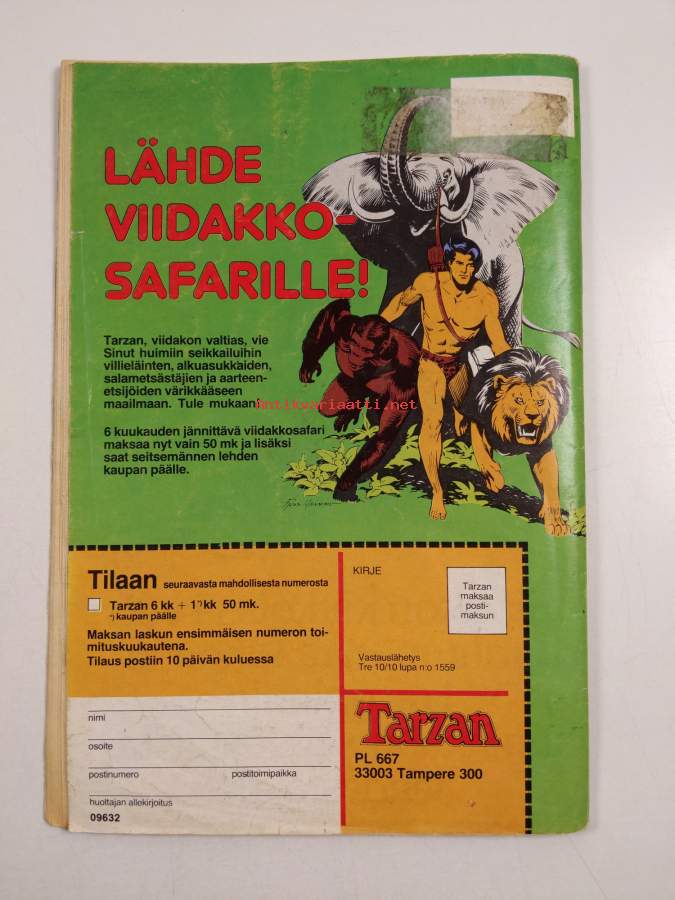 LÄHDE
VIIDAKKO-
SAFARILLE!
Tarzan, viidakon valtias, vie
Sinut huimiin seikkailuihin
villieläinten, alkuasukkaiden,
salametsästäjien ja aarteen-
etsijöiden värikkääseen
maailmaan. Tule mukaan
Antikvariaatti.net
6 kuukauden jännittävä viidakkosafari
maksaa nyt vain 50 mk ja lisäksi
saat seitsemännen lehden
kaupan päälle.
Tilaan seuraavasta mahdollisesta numerosta
Tarzan 6 kk + 1*) kk 50 mk.
*) kaupan päälle
Maksan laskun ensimmäisen numeron toi-
mituskuukautena.
Tilaus postiin 10 päivän kuluessa
KIRJE
Tarzan
maksaa
posti-
maksun
Vastauslähetys
Tre 10/10 lupa n:o 1559
nimi
osoite
postinumero postitoimipaikka
huoltajan allekirjoitus
09632
Tarzan
PL 667
33003 Tampere 300